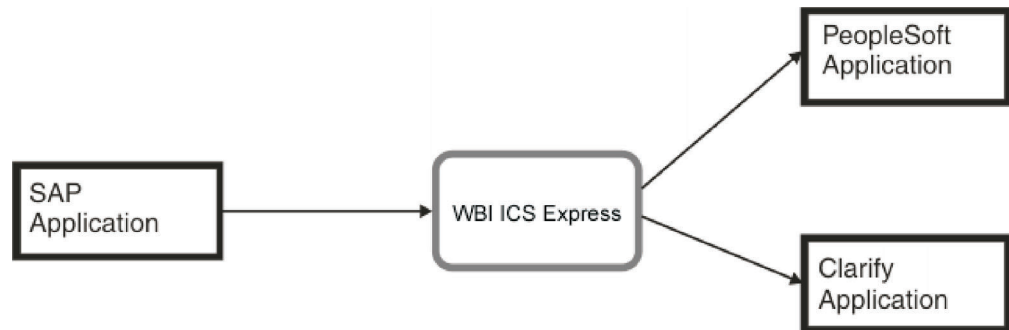 SAP
Application
WBI ICS Express
PeopleSoft
Application
Clarify
Application